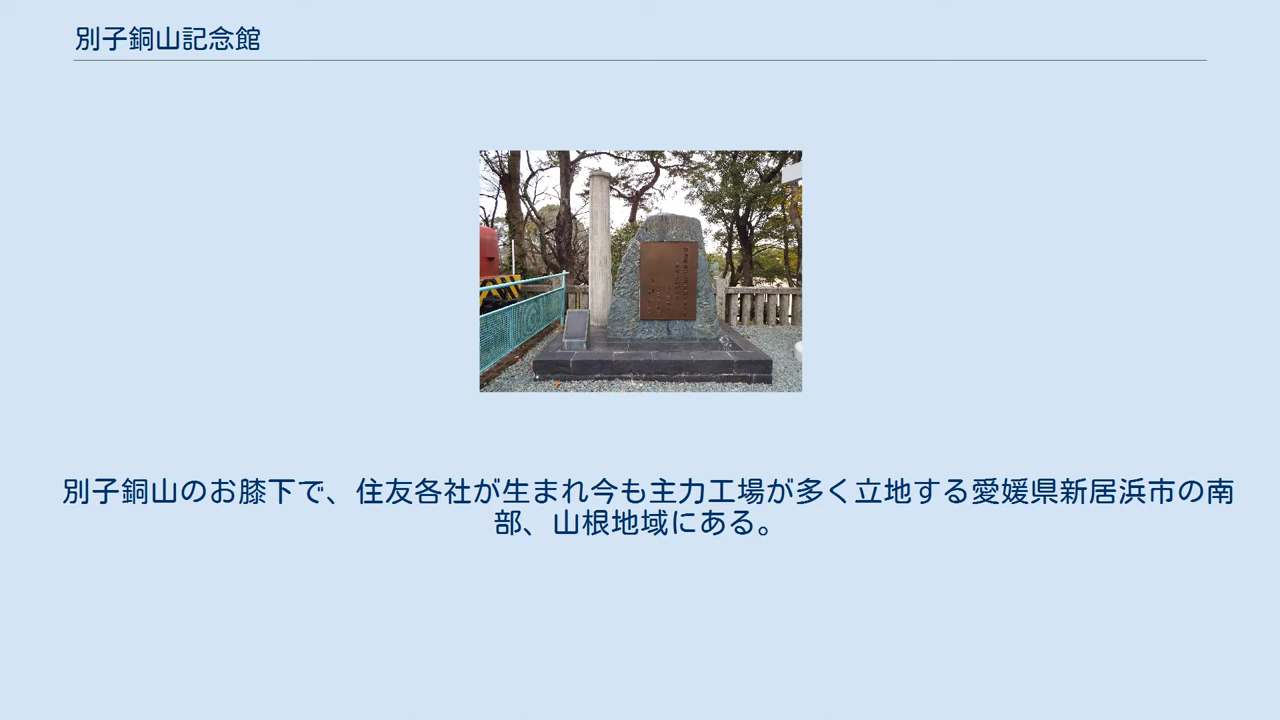 別子銅山記念館
別子銅山のお膝下で、住友各社が生まれ今も主力工場が多く立地する愛媛県新居浜市の南
部、山根地域にある。